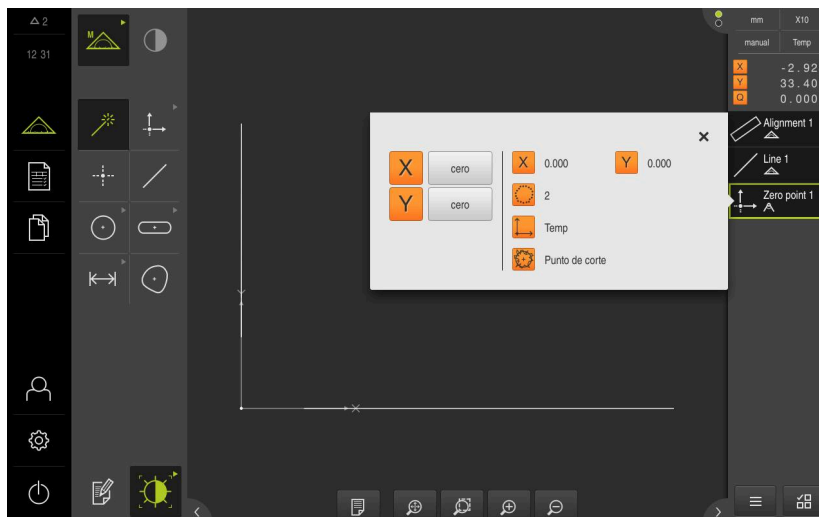 2
12 31
M
mm X10
manual Temp
X -2.92
Y 33.40
Q 0.000
Alignment 1
Line 1
Zero point 1
X cero
Y cero
X 0.000 Y 0.000
2
Temp
Punto de corte
Y
X